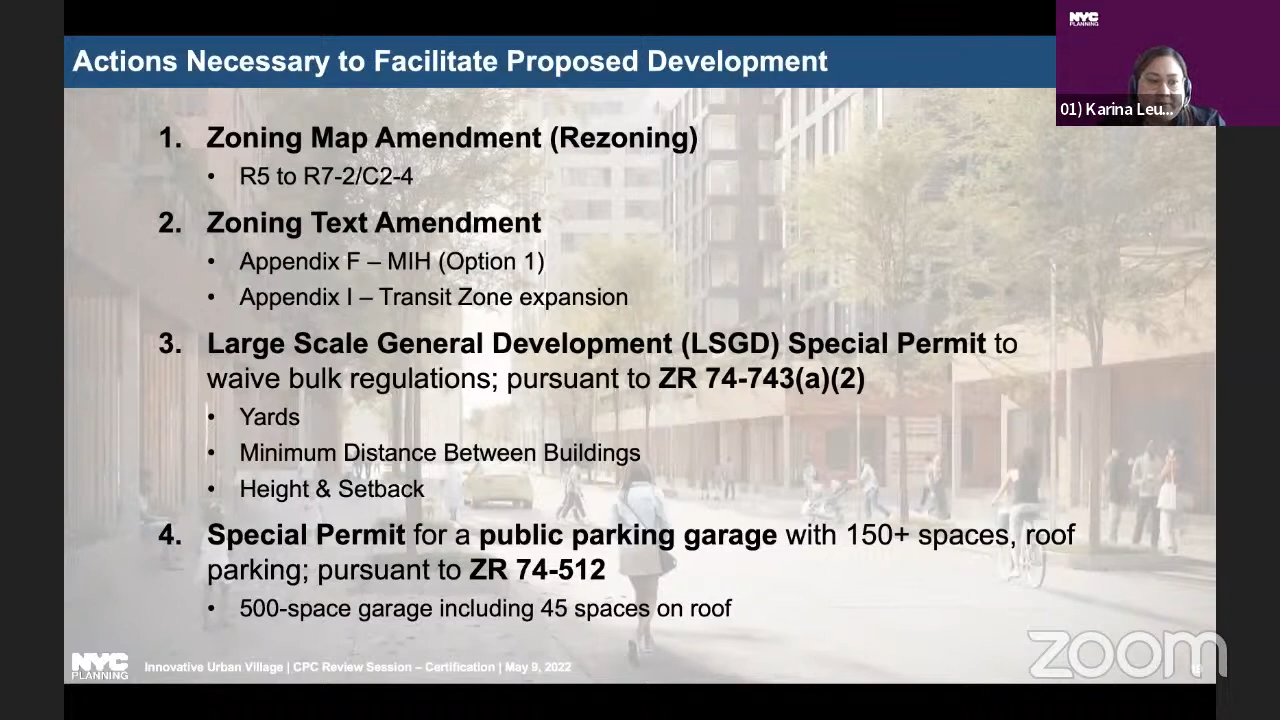 NYC
PLANNING
Actions Necessary to Facilitate Proposed Development
01) Karina Leu...
1. Zoning Map Amendment (Rezoning)
• R5 to R7-2/C2-4
2. Zoning Text Amendment
• Appendix F – MIH (Option 1)
• Appendix I – Transit Zone expansion
3. Large Scale General Development (LSGD) Special Permit to
waive bulk regulations; pursuant to ZR 74-743(a)(2)
• Yards
• Minimum Distance Between Buildings
• Height & Setback
4. Special Permit for a public parking garage with 150+ spaces, roof
parking; pursuant to ZR 74-512
• 500-space garage including 45 spaces on roof
NYC
PLANNING
Innovative Urban Village | CPC Review Session – Certification | May 9, 2022
zoom